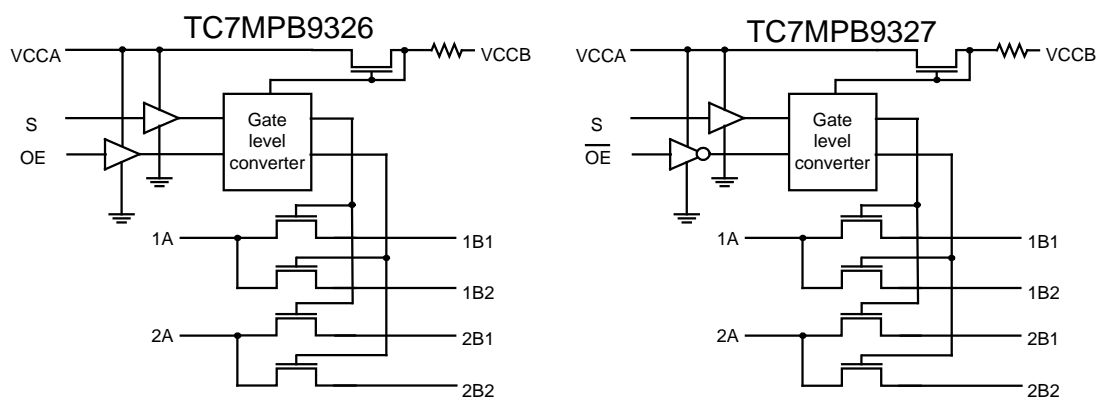 TC7MPB9326
VCCA
VCCB
S
OE
Gate
level
converter
1A
1B1
1B2
2A
2B1
2B2
TC7MPB9327
VCCA
VCCB
S
O̅E̅
Gate
level
converter
1A
1B1
1B2
2A
2B1
2B2